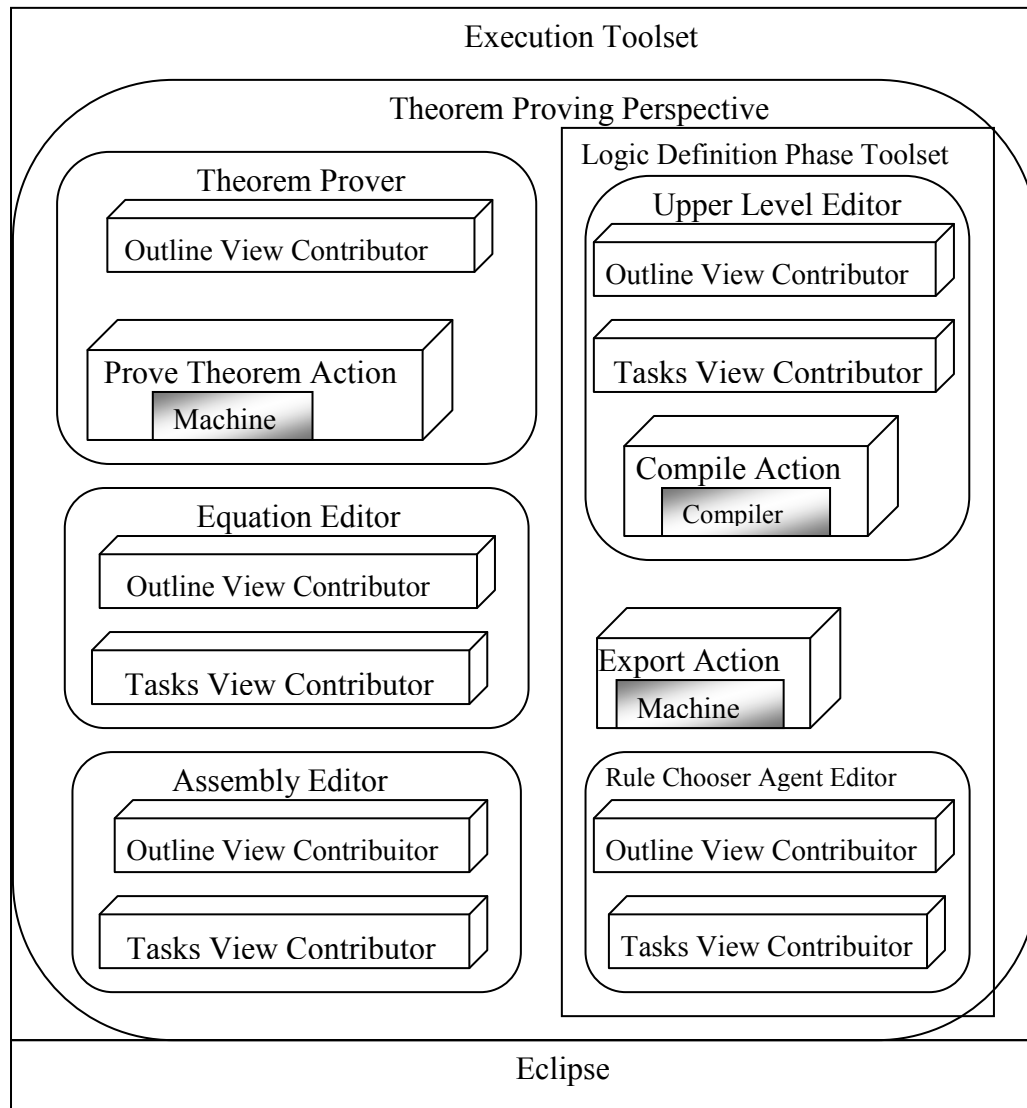 Execution Toolset
Theorem Proving Perspective
Theorem Prover
Outline View Contributor
Prove Theorem Action
Machine
Equation Editor
Outline View Contributor
Tasks View Contributor
Assembly Editor
Outline View Contribuitor
Tasks View Contributor
Logic Definition Phase Toolset
Upper Level Editor
Outline View Contributor
Tasks View Contributor
Compile Action
Compiler
Export Action
Machine
Rule Chooser Agent Editor
Outline View Contribuitor
Tasks View Contribuitor
Eclipse